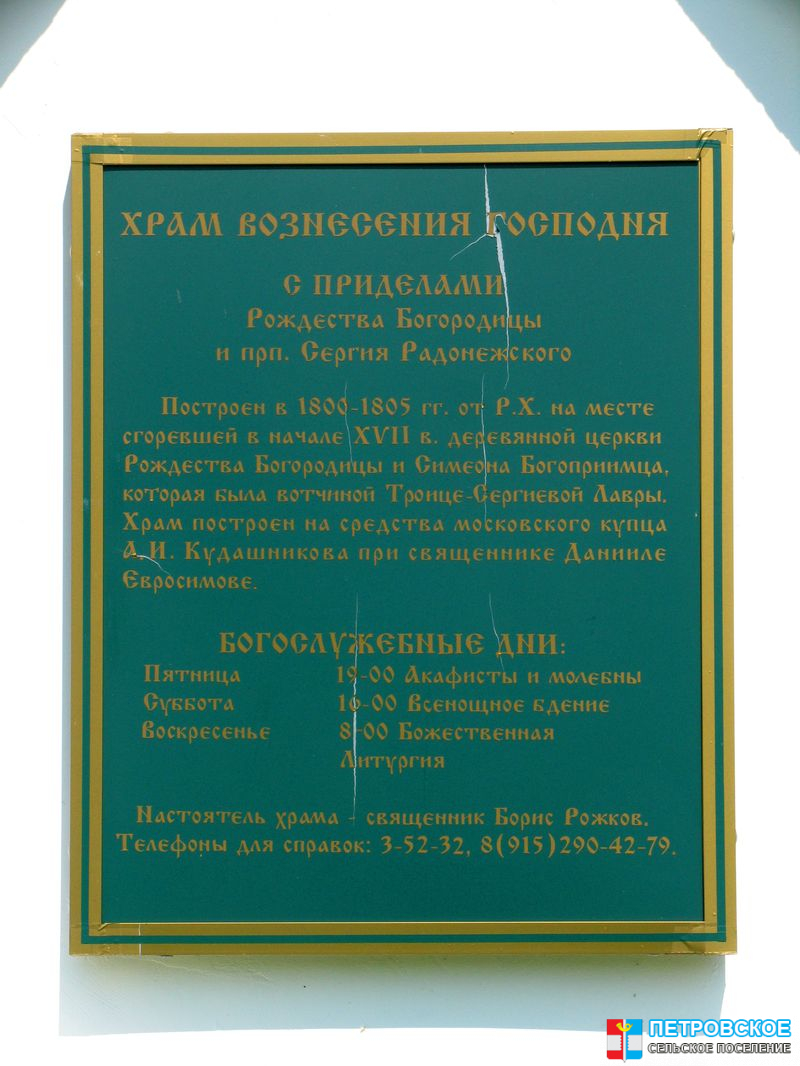 ХРАМ ВОЗНЕСЕНИЯ ГОСПОДНЯ
С ПРИДЕЛАМИ
Рождества Богородицы
и прп. Сергия Радонежского
Построен в 1800-1805 гг. от Р.Х. на месте
сгоревшей в начале XVII в. деревянной церкви
Рождества Богородицы и Симеона Богоприимца,
которая была вотчиной Троице-Сергиевой Лавры.
Храм построен на средства московского купца
А.И. Кудашникова при священнике Данииле
Евросимове.
БОГОСЛУЖЕБНЫЕ ДНИ:
Пятница 19-00 Акафисты и молебны
Суббота 16-00 Всенощное бдение
Воскресенье 8-00 Божественная
Литургия
Настоятель храма - священник Борис Рожков.
Телефоны для справок: 3-52-32, 8(915)290-42-79.
ПЕТРОВСКОЕ
СЕЛЬСКОЕ ПОСЕЛЕНИЕ